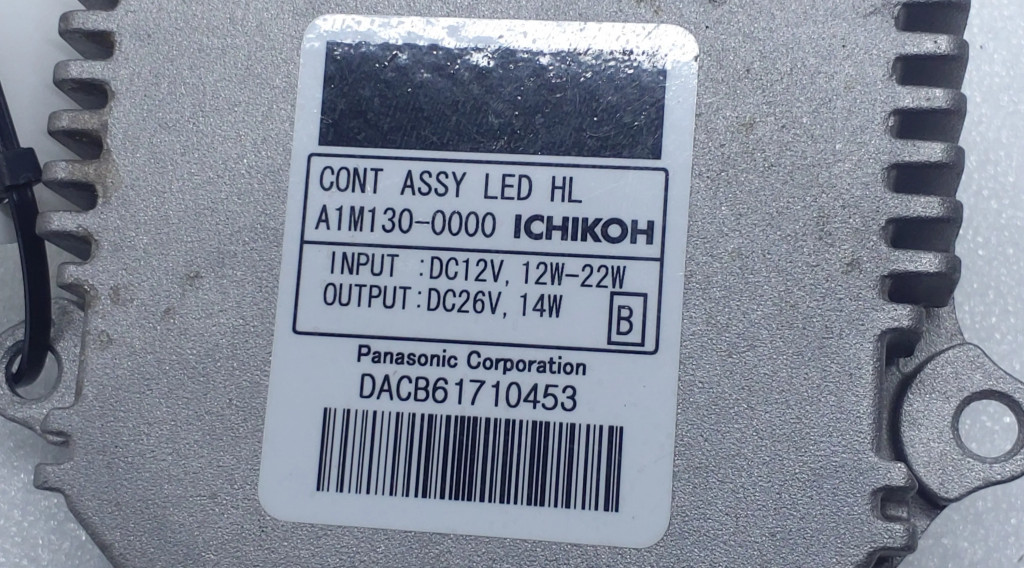 CONT ASSY LED HL
A1M130-0000 ICHIKOH
INPUT :DC12V, 12W-22W
OUTPUT:DC26V, 14W
B
Panasonic Corporation
DACB61710453